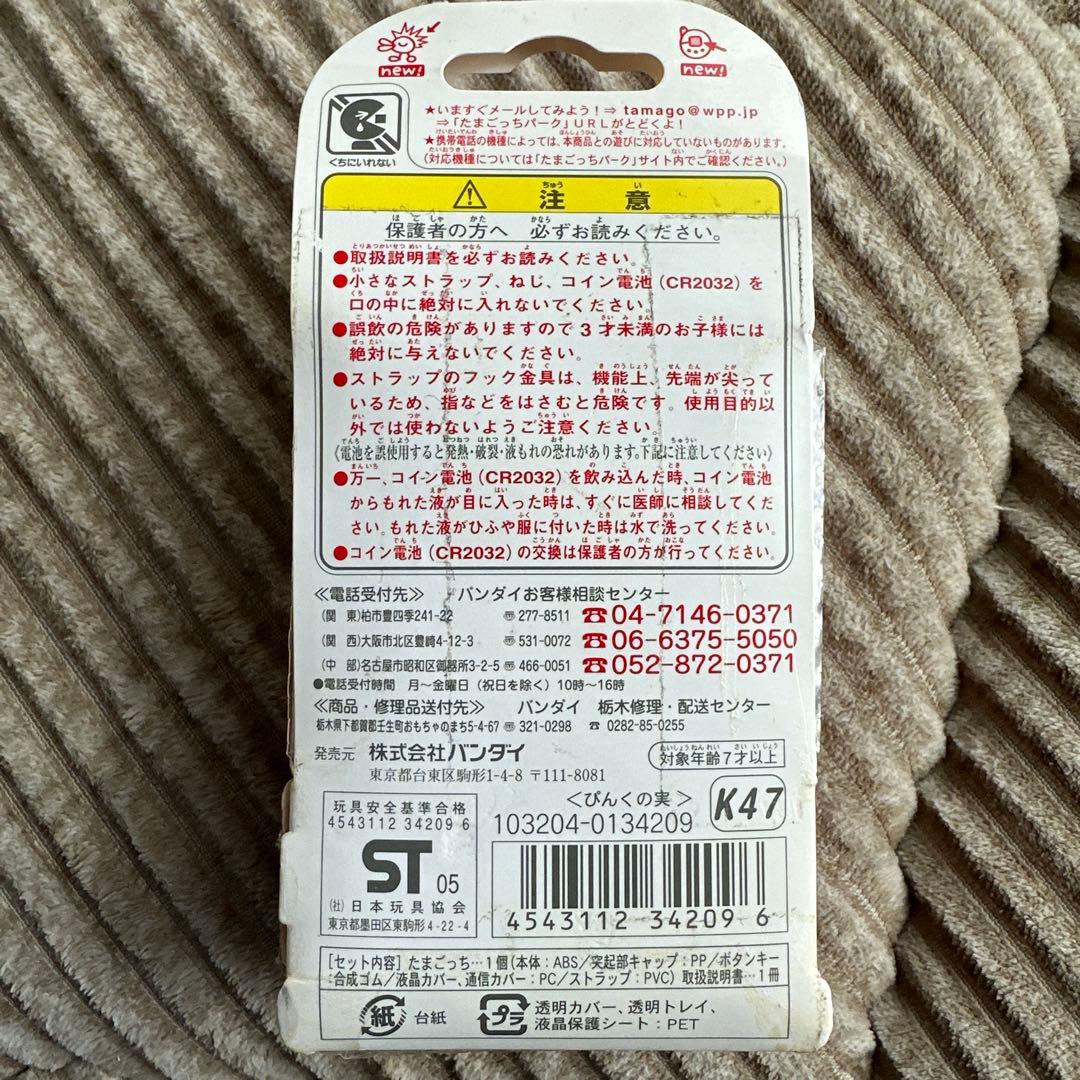 new!
new!
くちにいれない
★いますぐメールしてみよう！⇒ tamago@wpp.jp
⇒「たまごっちパーク」URLがとどくよ！
★携帯電話の機種によっては、本商品との遊びに対応していないものがあります。
(対応機種については「たまごっちパーク」サイト内でご確認ください。)
注意
保護者の方へ 必ずお読みください。
●取扱説明書を必ずお読みください。
●小さなストラップ、ねじ、コイン電池(CR2032)を
口の中に絶対に入れないでください。
●誤飲の危険がありますので3才未満のお子様には
絶対に与えないでください。
●ストラップのフック金具は、機能上、先端が尖って
いるため、指などをはさむと危険です。使用目的以
外では使わないようご注意ください。
《電池を誤使用すると発熱・破裂・液もれの恐れがあります。下記に注意してください》
●万一、コイン電池(CR2032)を飲み込んだ時、コイン電池
からもれた液が目に入った時は、すぐに医師に相談してくだ
さい。もれた液がひふや服に付いた時は水で洗ってください。
●コイン電池(CR2032)の交換は保護者の方が行ってください。
≪電話受付先≫ バンダイお客様相談センター
(関 東)柏市豊四季241-22 〠277-8511 ☎04-7146-0371
(関 西)大阪市北区豊崎4-12-3 〠531-0072 ☎06-6375-5050
(中 部)名古屋市昭和区御器所3-2-5 〠466-0051 ☎052-872-0371
●電話受付時間 月～金曜日(祝日を除く)10時～16時
≪商品・修理品送付先≫ バンダイ 栃木修理・配送センター
栃木県下都賀郡壬生町おもちゃのまち5-4-67 〠321-0298 ☎0282-85-0255
発売元 株式会社バンダイ
対象年齢7才以上
東京都台東区駒形1-4-8 〒111-8081
玩具安全基準合格
4543112 34209 6
ST 05
(社)日本玩具協会
東京都墨田区東駒形4-22-4
＜ぴんくの実＞
K47
103204-0134209
4543112 34209 6
[セット内容]たまごっち…1個(本体：ABS／突起部キャップ：PP／ボタンキー
：合成ゴム／液晶カバー、通信カバー：PC／ストラップ：PVC) 取扱説明書…1冊
紙 台紙
プラ 透明カバー、透明トレイ、
液晶保護シート：PET